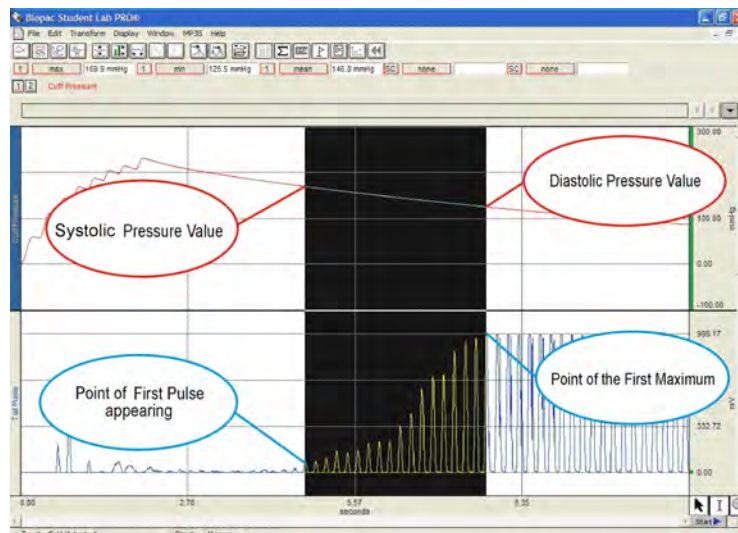 Biopac Student Lab PRO®
File Edit Transform Display Window MP35 Help
1 max 169.9 mmHg 1 min 125.5 mmHg 1 mean 146.8 mmHg SC none SC none
1 2 Cuff Pressure
300.00
Diastolic Pressure Value
Systolic Pressure Value
Cuff Pressure
100.00
mmHg
0.00
-100.00
995.17
Point of First Pulse
appearing
Point of the First Maximum
Tail Pulse
mV
332.72
0.00
0.00 2.78 5.57 8.35
seconds
Start